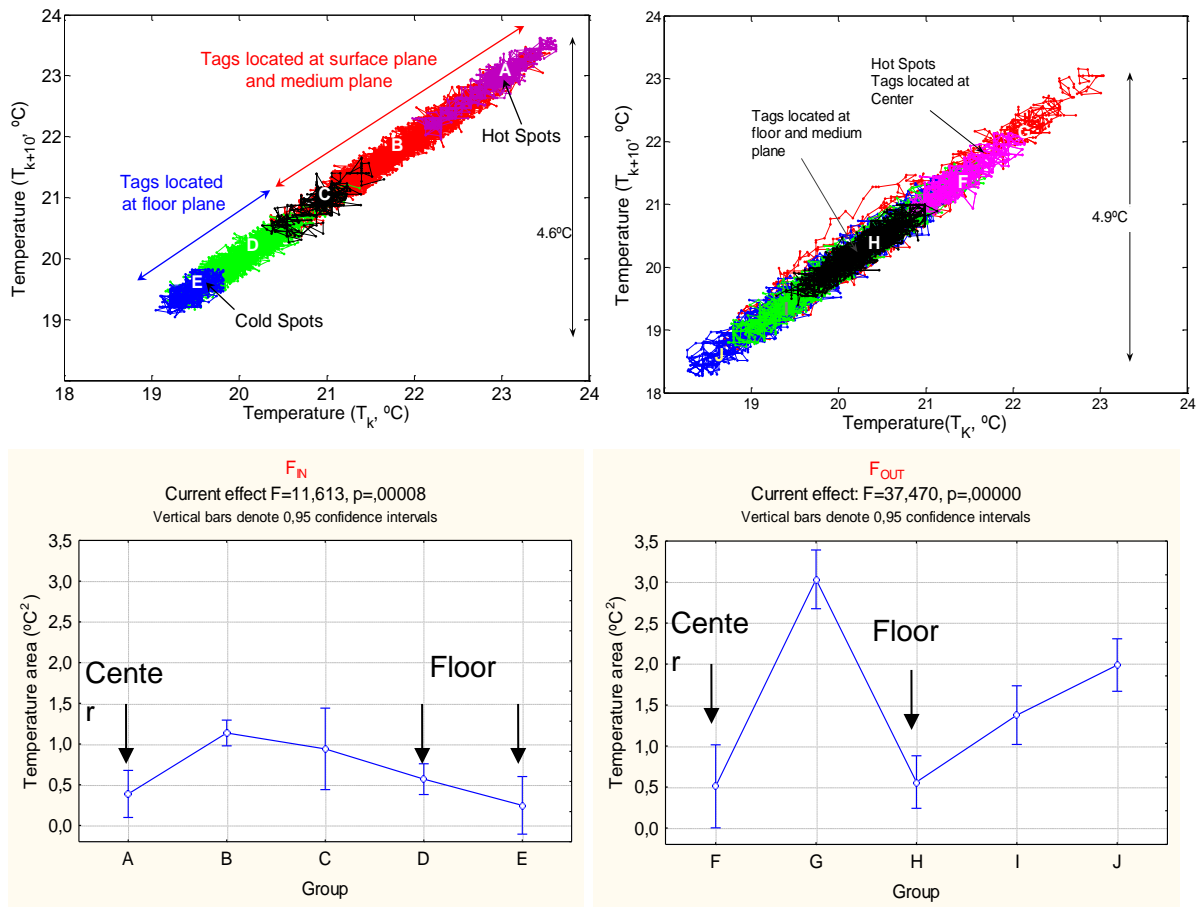 24
23
22
21
20
19
18
19
20
21
22
23
24
Temperature (Tk+10, ºC)
Temperature (Tk, ºC)
Tags located at surface plane
and medium plane
Tags located
at floor plane
A
Hot Spots
B
C
D
E
Cold Spots
4.6ºC
24
23
22
21
20
19
18
19
20
21
22
23
24
Temperature (Tk+10, ºC)
Temperature(TK, ºC)
Hot Spots
Tags located at
Center
Tags located at
floor and medium
plane
G
F
H
I
J
4.9ºC
FIN
Current effect F=11,613, p=,00008
Vertical bars denote 0,95 confidence intervals
3,5
3,0
2,5
2,0
1,5
1,0
0,5
0,0
Temperature area (ºC2)
Cente
r
Floor
A B C D E
Group
FOUT
Current effect: F=37,470, p=,00000
Vertical bars denote 0,95 confidence intervals
3,5
3,0
2,5
2,0
1,5
1,0
0,5
0,0
Temperature area (ºC2)
Cente
r
Floor
F G H I J
Group